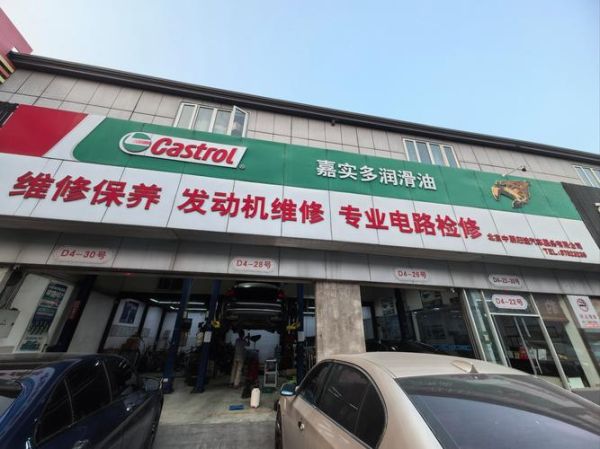 Castrol 嘉实多润滑油
维修保养 发动机维修 专业电路检修
TEL:
D4-30号
D4-28号
D4-26号
D4-22号